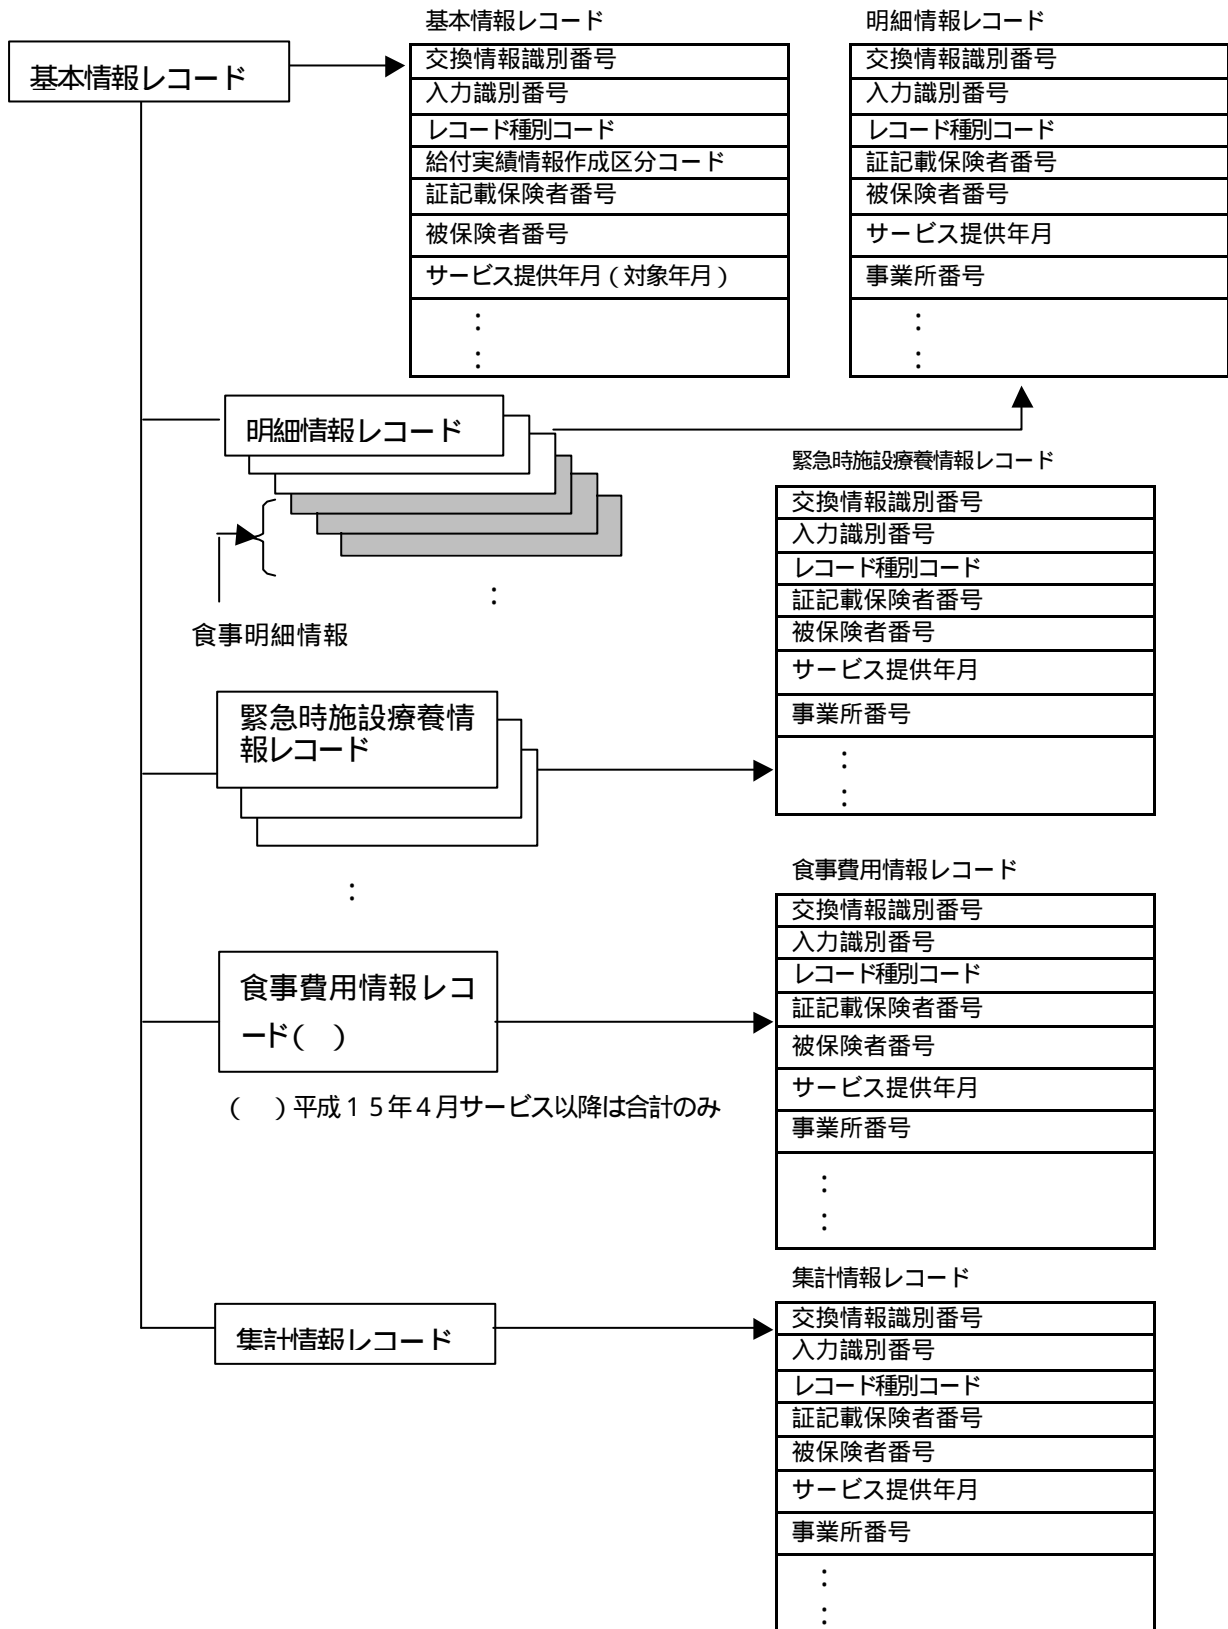 基本情報レコード
基本情報レコード
交換情報識別番号
入力識別番号
レコード種別コード
給付実績情報作成区分コード
証記載保険者番号
被保険者番号
サービス提供年月(対象年月)
:
:
明細情報レコード
交換情報識別番号
入力識別番号
レコード種別コード
証記載保険者番号
被保険者番号
サービス提供年月
事業所番号
:
:
明細情報レコード
:
食事明細情報
緊急時施設療養情報レコード
交換情報識別番号
入力識別番号
レコード種別コード
証記載保険者番号
被保険者番号
サービス提供年月
事業所番号
:
:
緊急時施設療養情
報レコード
:
食事費用情報レコード
交換情報識別番号
入力識別番号
レコード種別コード
証記載保険者番号
被保険者番号
サービス提供年月
事業所番号
:
:
食事費用情報レコ
ード( )
( )平成15年4月サービス以降は合計のみ
集計情報レコード
集計情報レコード
交換情報識別番号
入力識別番号
レコード種別コード
証記載保険者番号
被保険者番号
サービス提供年月
事業所番号
:
: